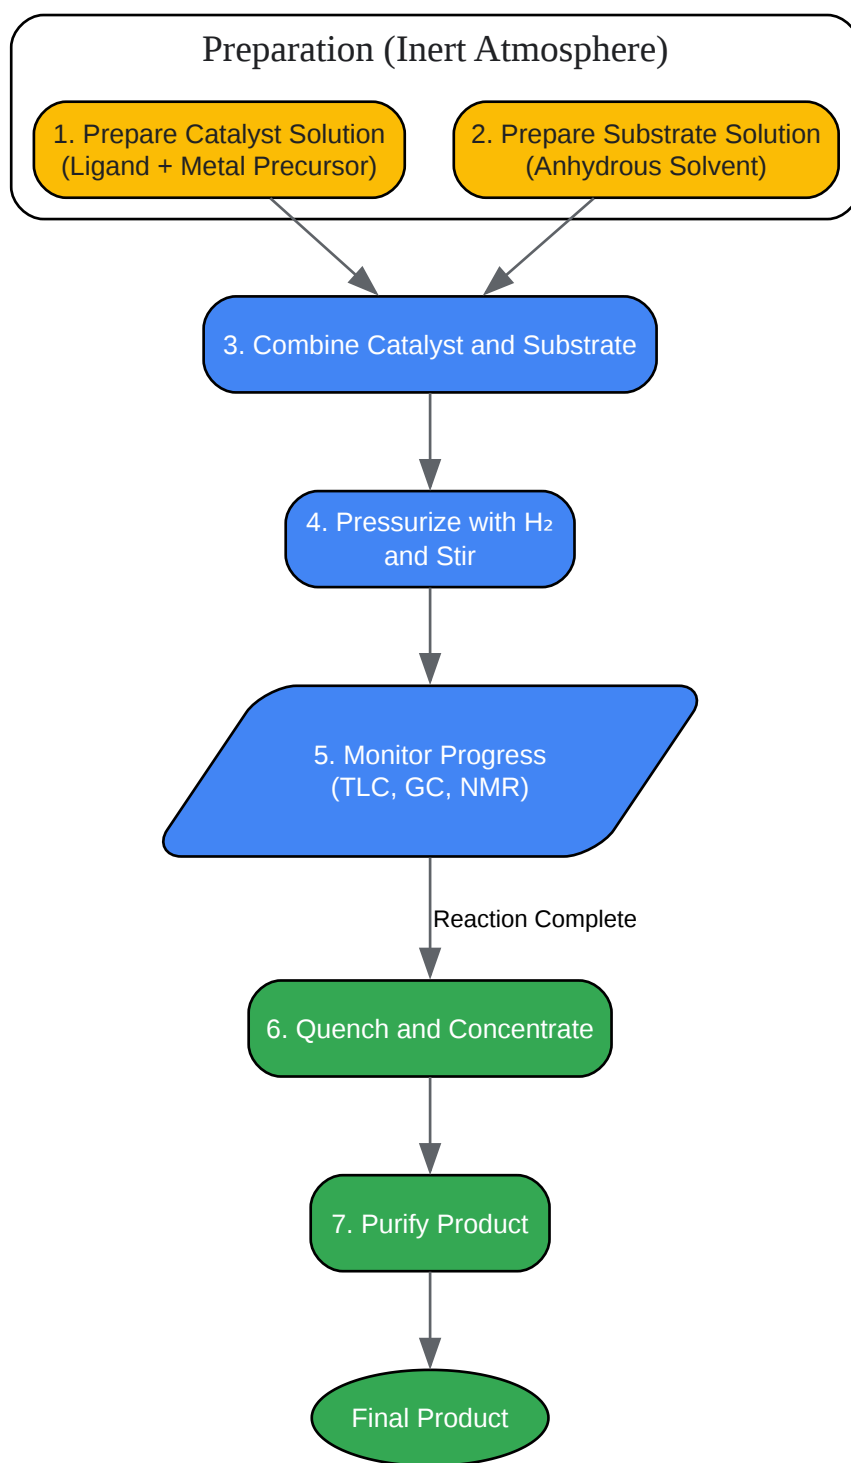 Preparation (Inert Atmosphere)
1. Prepare Catalyst Solution
(Ligand + Metal Precursor)
2. Prepare Substrate Solution
(Anhydrous Solvent)
3. Combine Catalyst and Substrate
4. Pressurize with H₂
and Stir
5. Monitor Progress
(TLC, GC, NMR)
Reaction Complete
6. Quench and Concentrate
7. Purify Product
Final Product